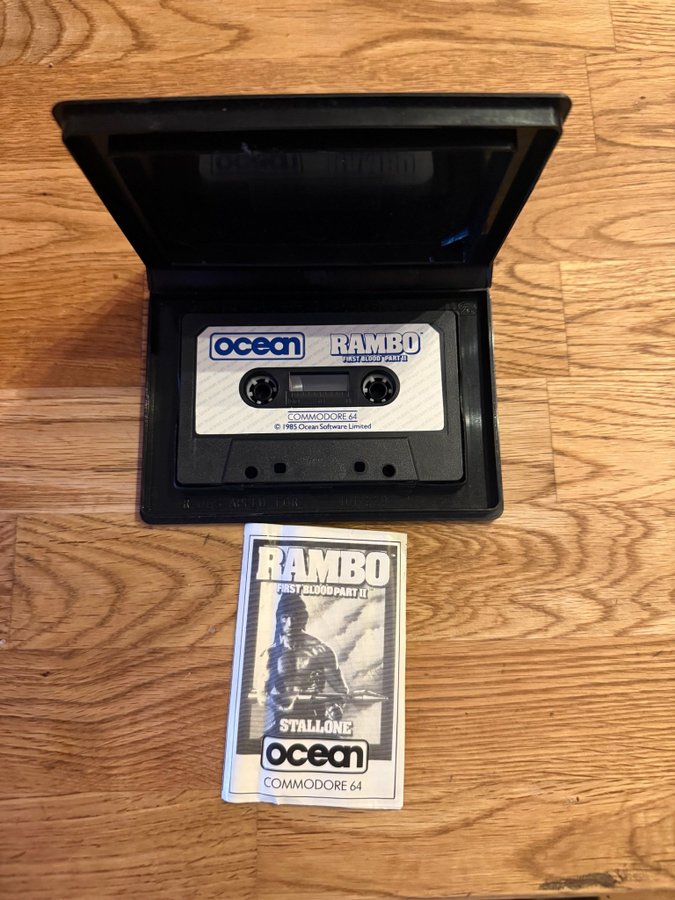 ocean
RAMBO™
FIRST BLOOD PART II
COMMODORE 64
© 1985 Ocean Software Limited
RAMBO
FIRST BLOOD PART II
STALLONE
ocean
COMMODORE 64